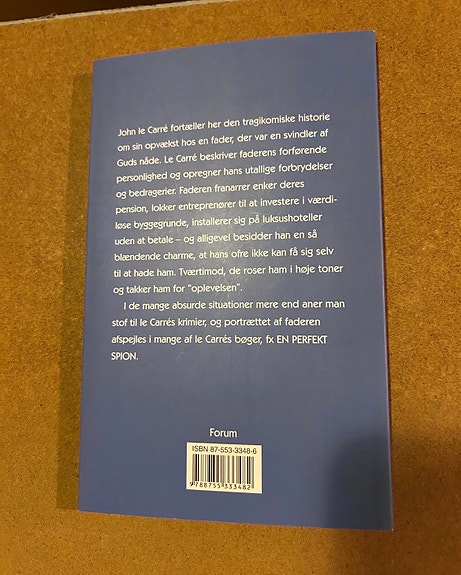 John le Carré fortæller her den tragikomiske historie
om sin opvækst hos en fader, der var en svindler af
Guds nåde. Le Carré beskriver faderens forførende
personlighed og opregner hans utallige forbrydelser
og bedragerier. Faderen franarrer enker deres
pension, lokker entreprenører til at investere i værdi-
løse byggegrunde, installerer sig på luksushoteller
uden at betale – og alligevel besidder han en så
blændende charme, at hans ofre ikke kan få sig selv
til at hade ham. Tværtimod, de roser ham i høje toner
og takker ham for "oplevelsen".
I de mange absurde situationer mere end aner man
stof til le Carrés krimier, og portrættet af faderen
afspejles i mange af le Carrés bøger, fx EN PERFEKT
SPION.
Forum
ISBN 87-553-3348-6
9788755333482